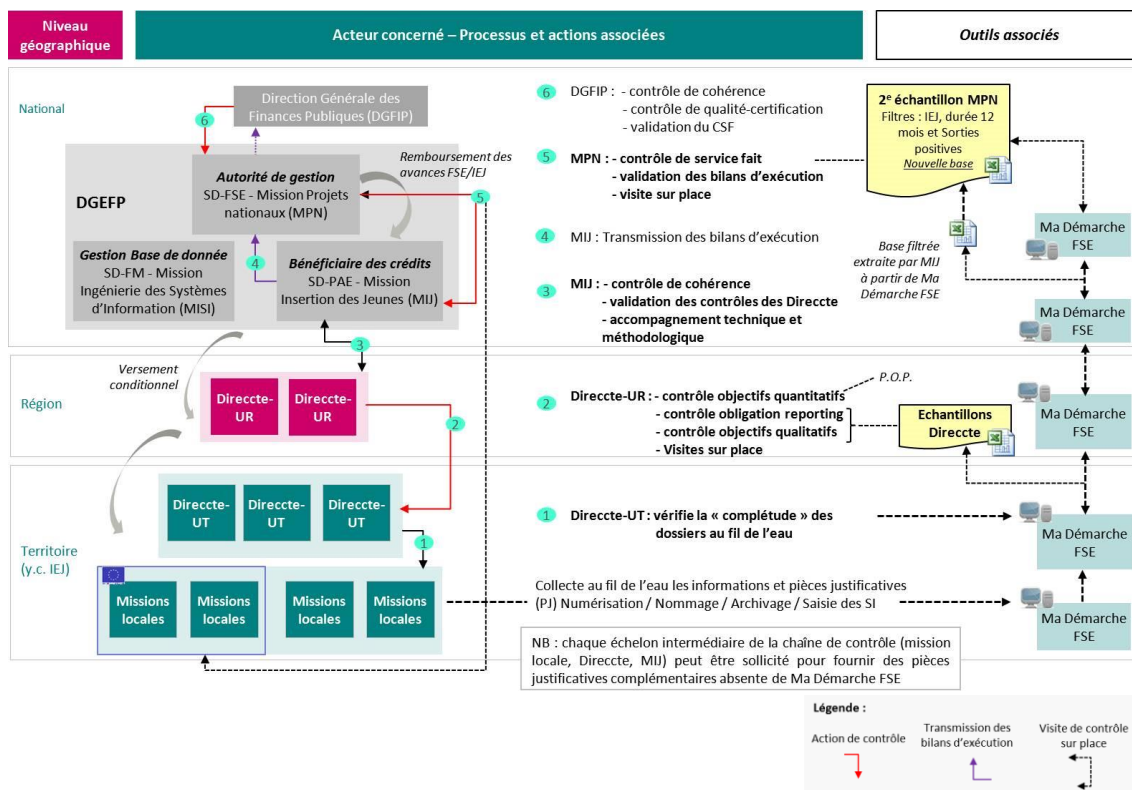 Niveau
géographique
Acteur concerné – Processus et actions associées
Outils associés
National
Direction Générale des
Finances Publiques (DGFIP)
6
DGEFP
Autorité de gestion
SD-FSE - Mission Projets
nationaux (MPN)
Remboursement des
avances FSE/IEJ
5
Gestion Base de donnée
SD-FM - Mission
Ingénierie des Systèmes
d'Information (MISI)
4
Bénéficiaire des crédits
SD-PAE - Mission
Insertion des Jeunes (MIJ)
3
Versement
conditionnel
6 DGFIP : - contrôle de cohérence
- contrôle de qualité-certification
- validation du CSF
5 MPN : - contrôle de service fait
- validation des bilans d'exécution
- visite sur place
4 MIJ : Transmission des bilans d'exécution
3 MIJ : - contrôle de cohérence
- validation des contrôles des Direccte
- accompagnement technique et
méthodologique
2e échantillon MPN
Filtres : IEJ, durée 12
mois et Sorties
positives
Nouvelle base
Base filtrée
extraite par MIJ
à partir de Ma
Démarche FSE
Ma Démarche
FSE
Ma Démarche
FSE
Région
Direccte-
UR
Direccte-
UR
2
2 Direccte-UR : - contrôle objectifs quantitatifs
- contrôle obligation reporting
- contrôle objectifs qualitatifs
- Visites sur place
P.O.P.
Echantillons
Direccte
Ma Démarche
FSE
Territoire
(y.c. IEJ)
Direccte-
UT
Direccte-
UT
Direccte-
UT
1
1 Direccte-UT : vérifie la « complétude » des
dossiers au fil de l'eau
Ma Démarche
FSE
Missions
locales
Missions
locales
Missions
locales
Missions
locales
Collecte au fil de l'eau les informations et pièces justificatives
(PJ) Numérisation / Nommage / Archivage / Saisie des SI
Ma Démarche
FSE
NB : chaque échelon intermédiaire de la chaîne de contrôle (mission
locale, Direccte, MIJ) peut être sollicité pour fournir des pièces
justificatives complémentaires absente de Ma Démarche FSE
Légende :
Action de contrôle
Transmission des
bilans d'exécution
Visite de contrôle
sur place